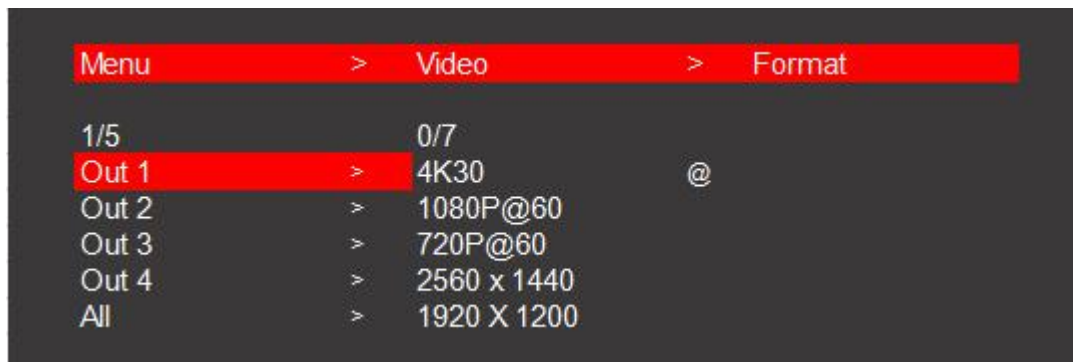 Menu > Video > Format
1/5 0/7
Out 1 > 4K30 @
Out 2 > 1080P@60
Out 3 > 720P@60
Out 4 > 2560 x 1440
All > 1920 X 1200